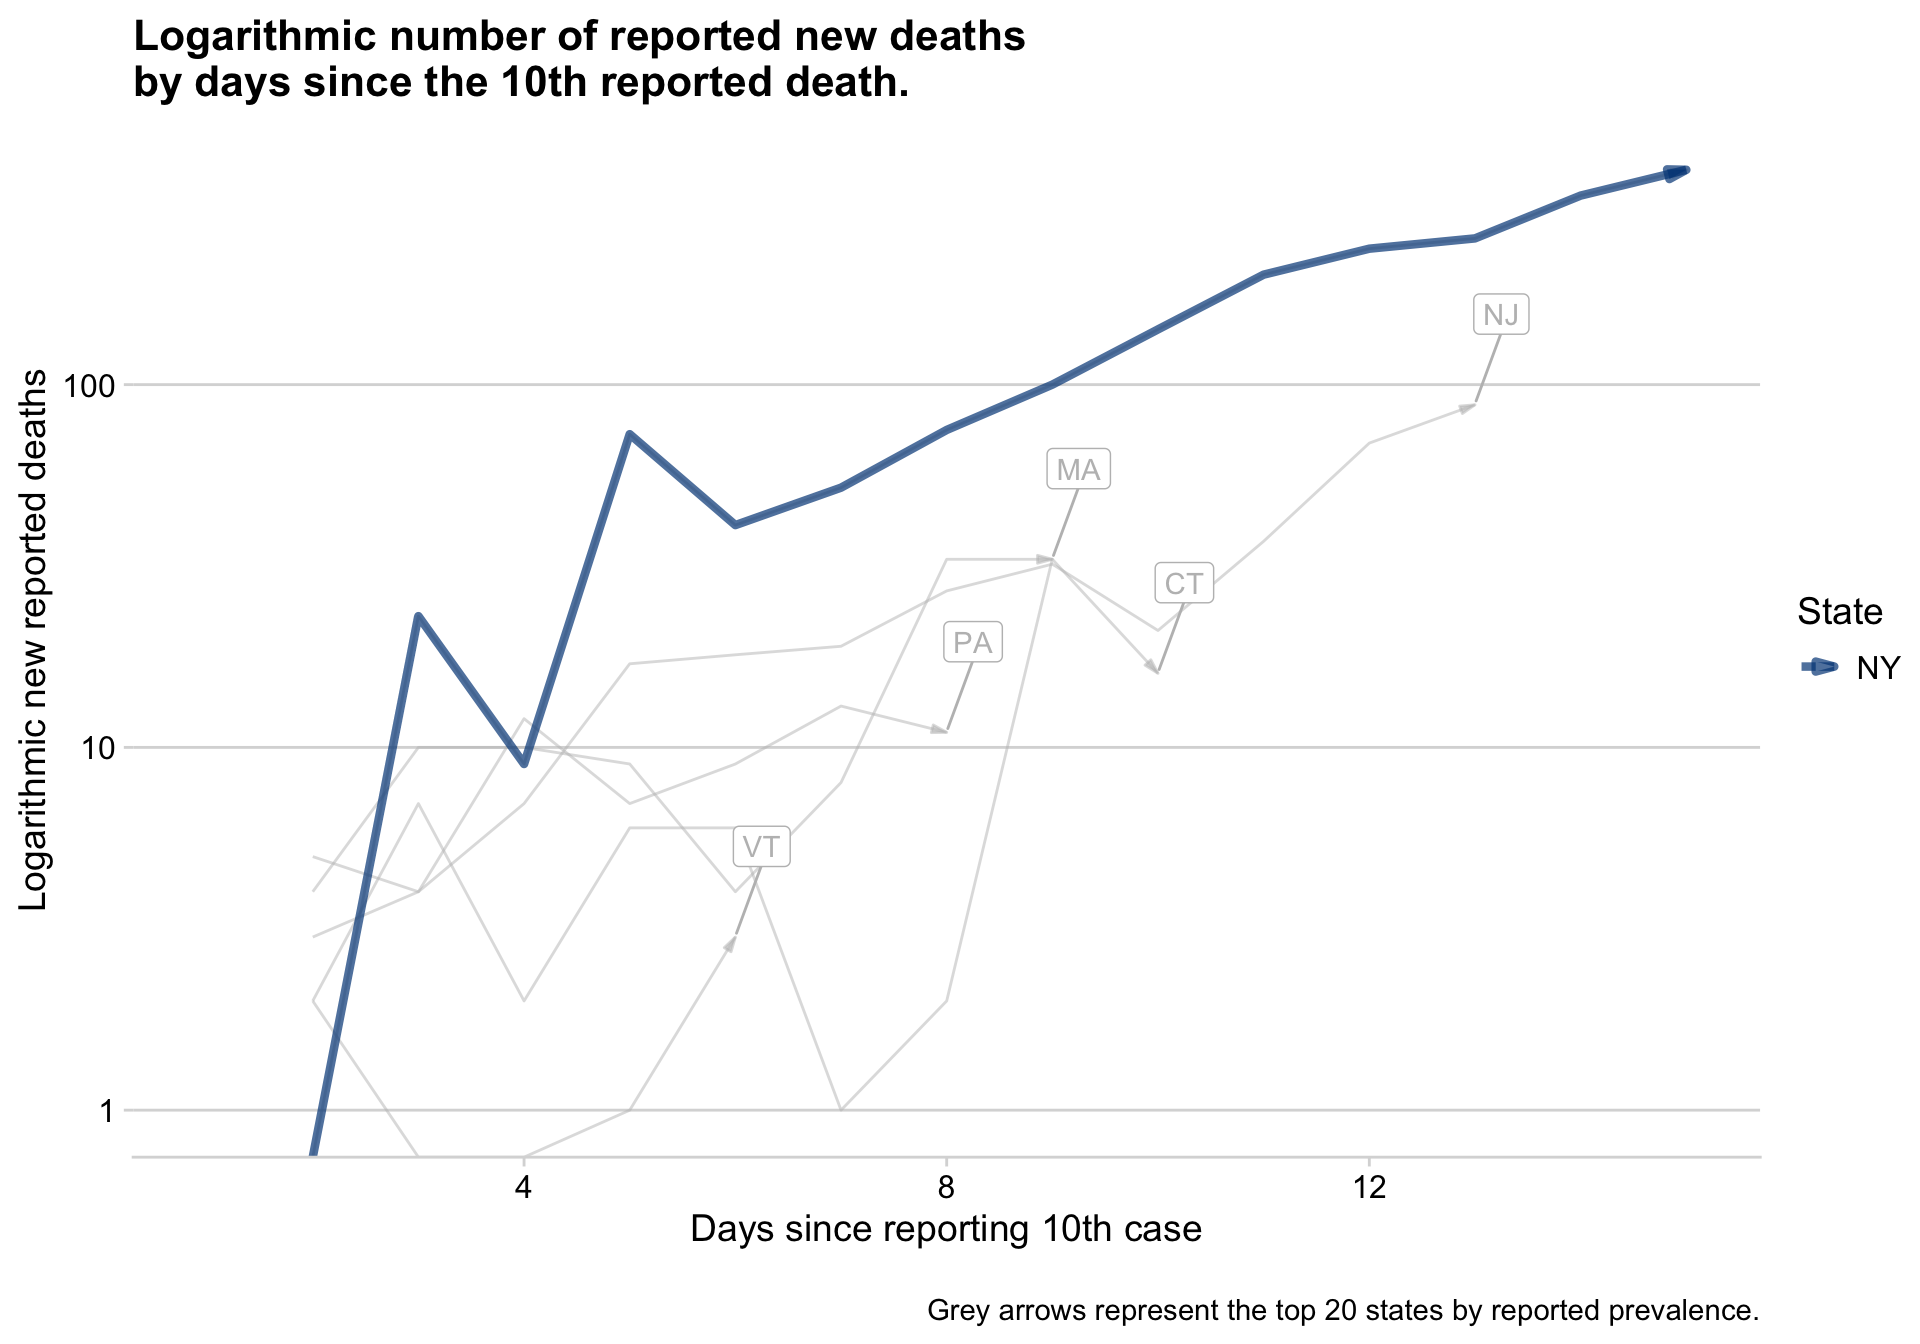 Logarithmic number of reported new deaths
by days since the 10th reported death.
Logarithmic new reported deaths
100
10
1
NJ
MA
CT
PA
VT
State
NY
4
8
12
Days since reporting 10th case
Grey arrows represent the top 20 states by reported prevalence.